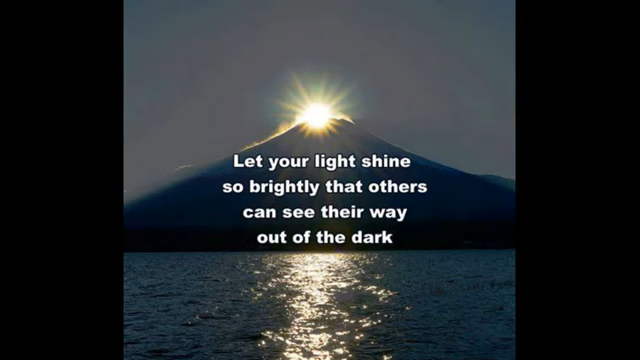 Let your light shine
so brightly that others
can see their way
out of the dark